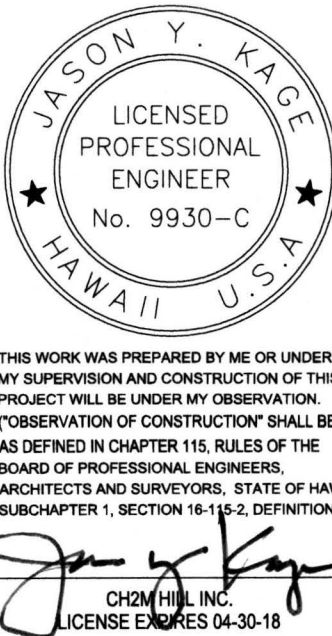 JASON Y. KAGE
LICENSED
PROFESSIONAL
ENGINEER
No. 9930-C
HAWAII U.S.A
THIS WORK WAS PREPARED BY ME OR UNDER
MY SUPERVISION AND CONSTRUCTION OF THIS
PROJECT WILL BE UNDER MY OBSERVATION.
("OBSERVATION OF CONSTRUCTION" SHALL BE
AS DEFINED IN CHAPTER 115, RULES OF THE
BOARD OF PROFESSIONAL ENGINEERS,
ARCHITECTS AND SURVEYORS, STATE OF HAW
SUBCHAPTER 1, SECTION 16-115-2, DEFINITION
Jason Y Kage
CH2M HILL INC.
LICENSE EXPIRES 04-30-18